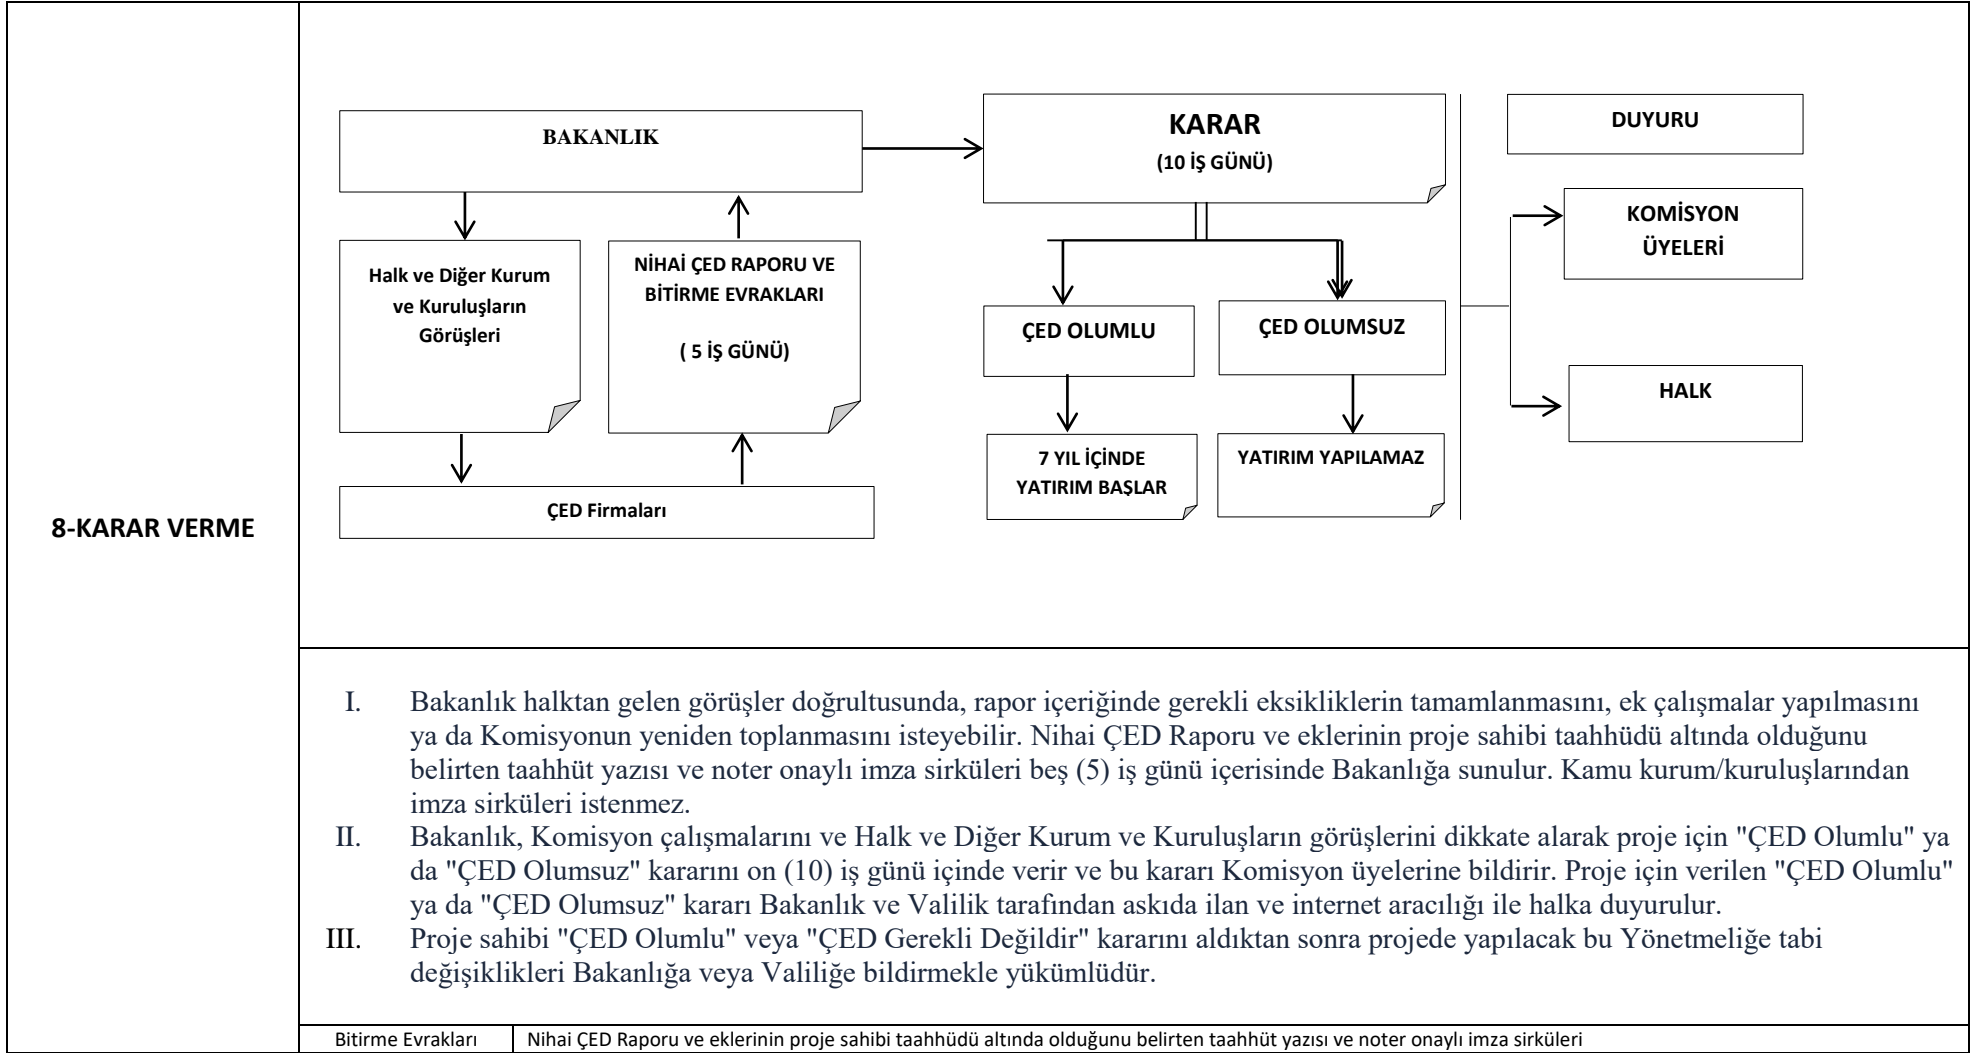 8-KARAR VERME
BAKANLIK
KARAR
(10 İŞ GÜNÜ)
DUYURU
Halk ve Diğer Kurum
ve Kuruluşların
Görüşleri
NİHAİ ÇED RAPORU VE
BİTİRME EVRAKLARI
( 5 İŞ GÜNÜ)
KOMİSYON
ÜYELERİ
ÇED OLUMLU
ÇED OLUMSUZ
HALK
7 YIL İÇİNDE
YATIRIM BAŞLAR
YATIRIM YAPILAMAZ
ÇED Firmaları
I. Bakanlık halktan gelen görüşler doğrultusunda, rapor içeriğinde gerekli eksikliklerin tamamlanmasını, ek çalışmalar yapılmasını
ya da Komisyonun yeniden toplanmasını isteyebilir. Nihai ÇED Raporu ve eklerinin proje sahibi taahhüdü altında olduğunu
belirten taahhüt yazısı ve noter onaylı imza sirküleri beş (5) iş günü içerisinde Bakanlığa sunulur. Kamu kurum/kuruluşlarından
imza sirküleri istenmez.
II. Bakanlık, Komisyon çalışmalarını ve Halk ve Diğer Kurum ve Kuruluşların görüşlerini dikkate alarak proje için "ÇED Olumlu" ya
da "ÇED Olumsuz" kararını on (10) iş günü içinde verir ve bu kararı Komisyon üyelerine bildirir. Proje için verilen "ÇED Olumlu"
ya da "ÇED Olumsuz" kararı Bakanlık ve Valilik tarafından askıda ilan ve internet aracılığı ile halka duyurulur.
III. Proje sahibi "ÇED Olumlu" veya "ÇED Gerekli Değildir" kararını aldıktan sonra projede yapılacak bu Yönetmeliğe tabi
değişiklikleri Bakanlığa veya Valiliğe bildirmekle yükümlüdür.
Bitirme Evrakları Nihai ÇED Raporu ve eklerinin proje sahibi taahhüdü altında olduğunu belirten taahhüt yazısı ve noter onaylı imza sirküleri